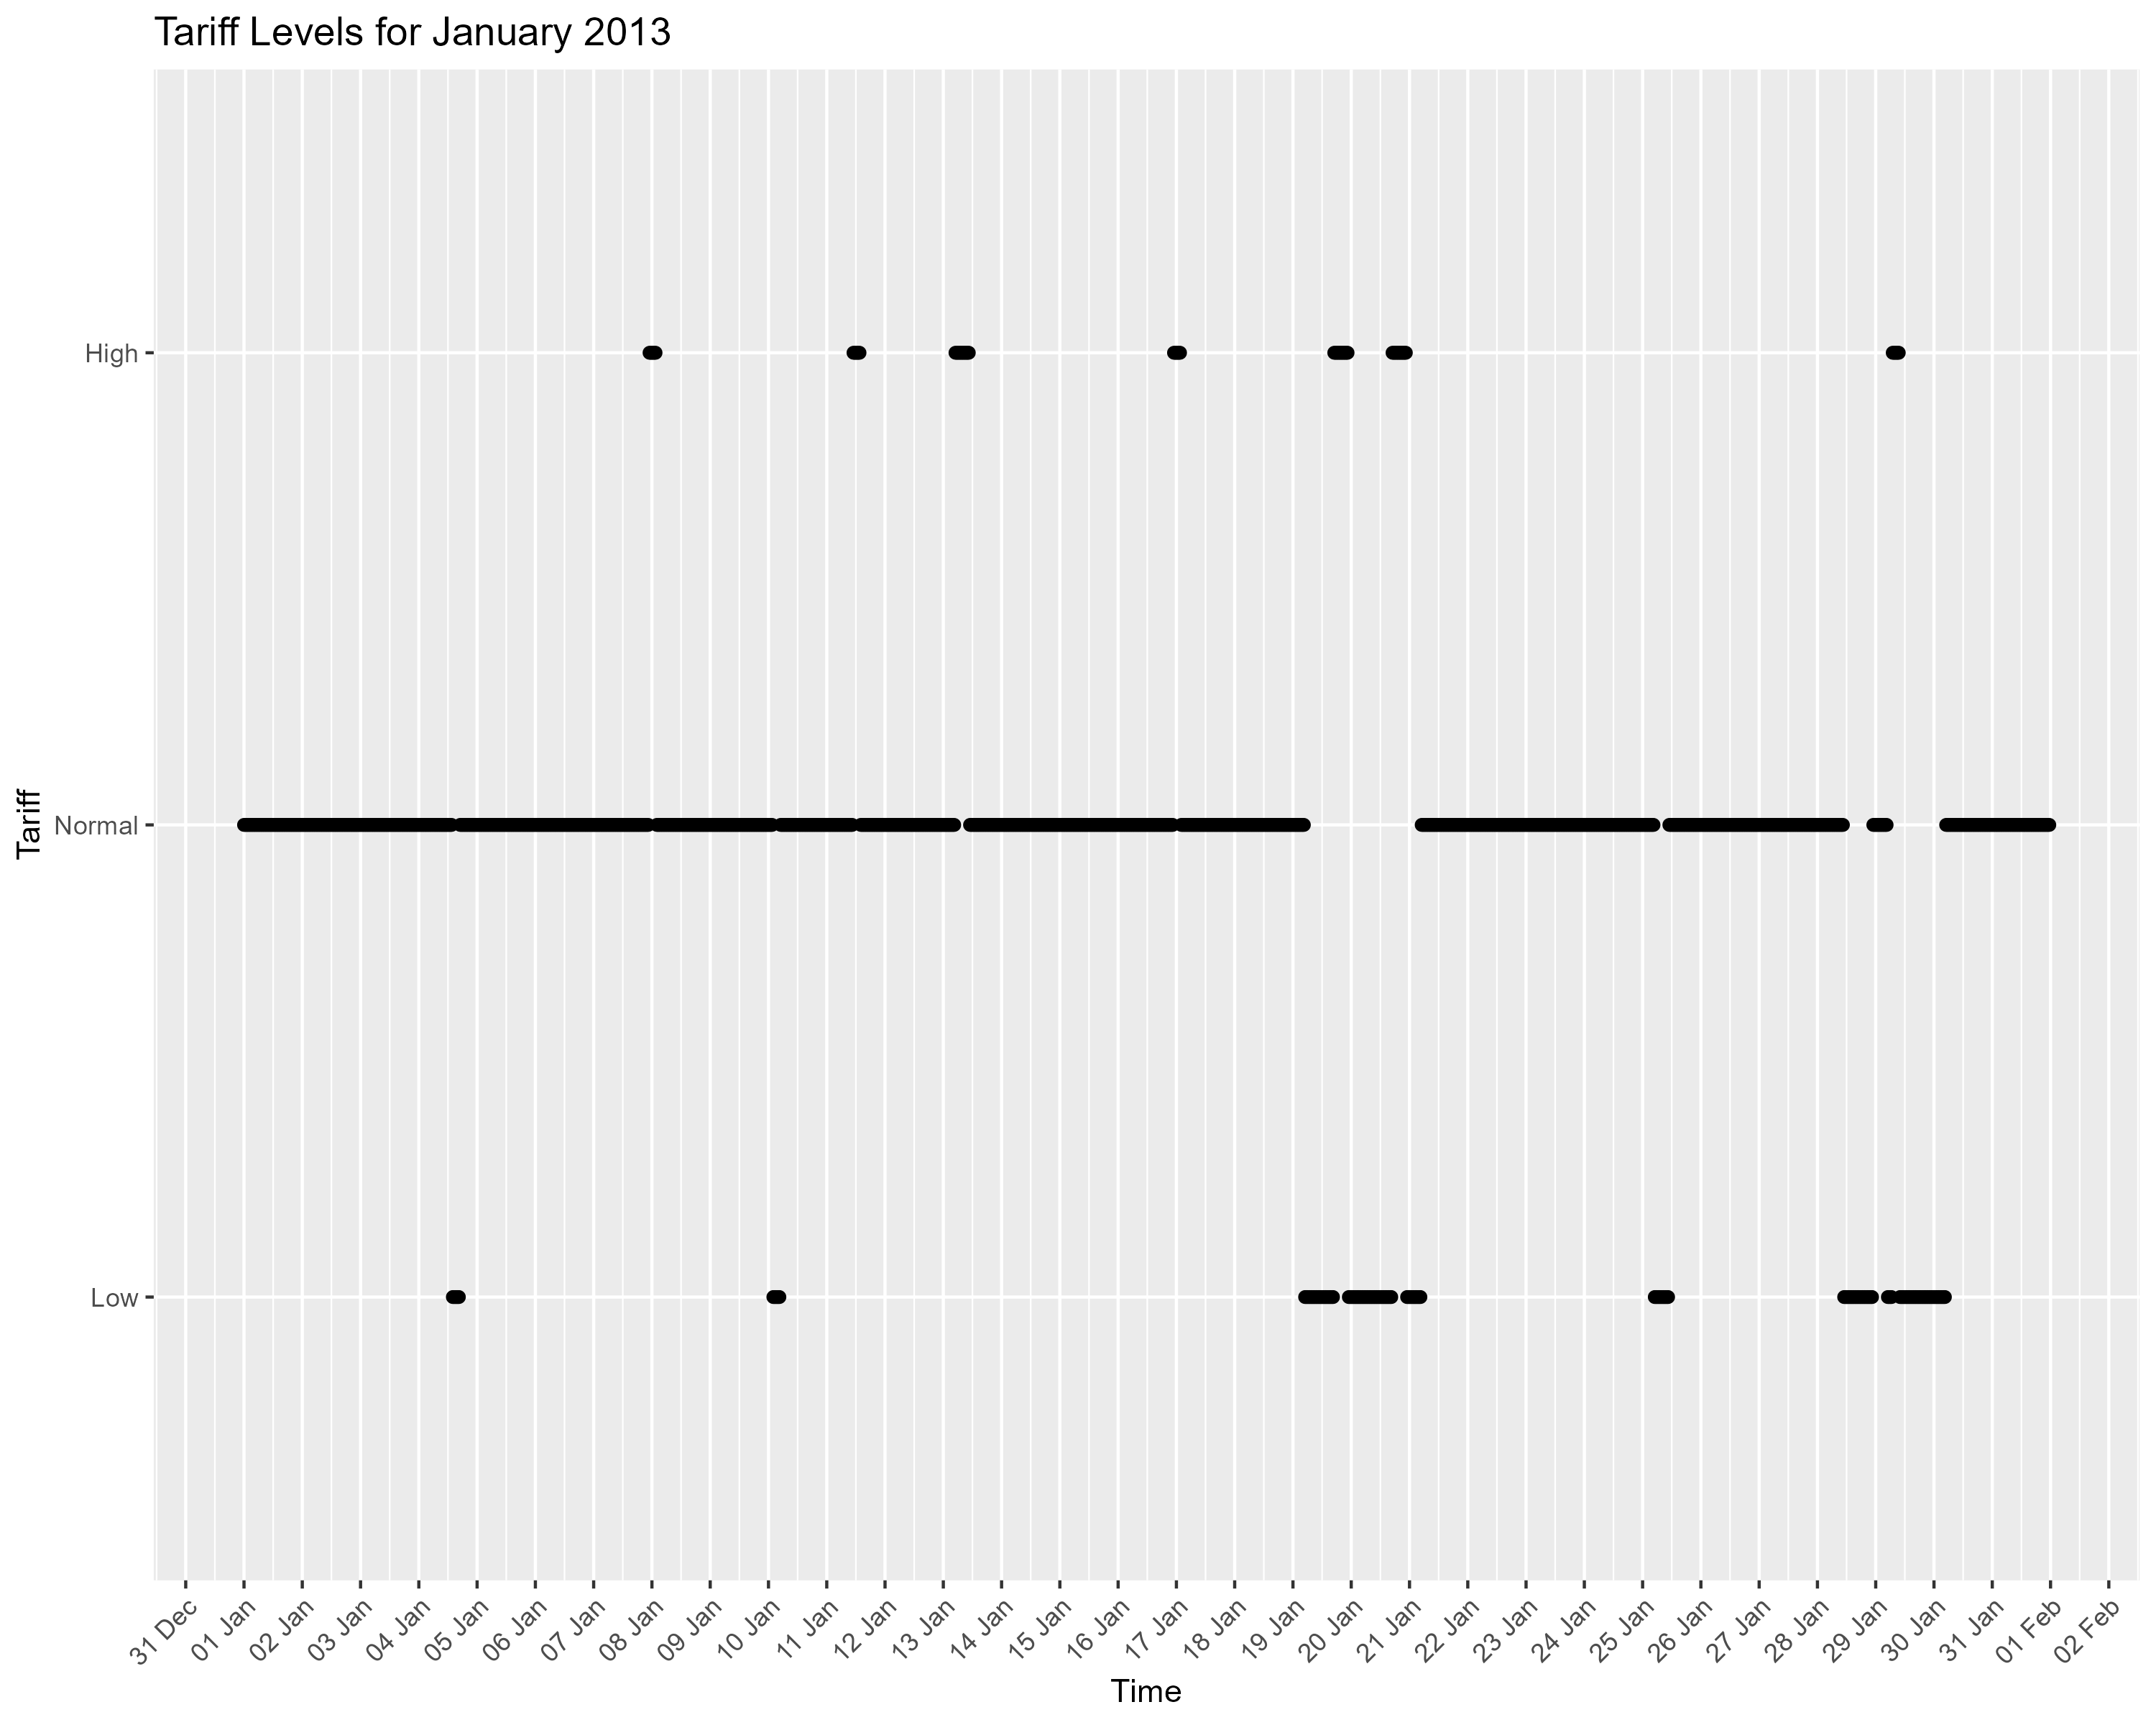 Tariff Levels for January 2013
Tariff
High
Normal
Low
31 Dec
01 Jan
02 Jan
03 Jan
04 Jan
05 Jan
06 Jan
07 Jan
08 Jan
09 Jan
10 Jan
11 Jan
12 Jan
13 Jan
14 Jan
15 Jan
16 Jan
17 Jan
18 Jan
19 Jan
20 Jan
21 Jan
22 Jan
23 Jan
24 Jan
25 Jan
26 Jan
27 Jan
28 Jan
29 Jan
30 Jan
31 Jan
01 Feb
02 Feb
Time